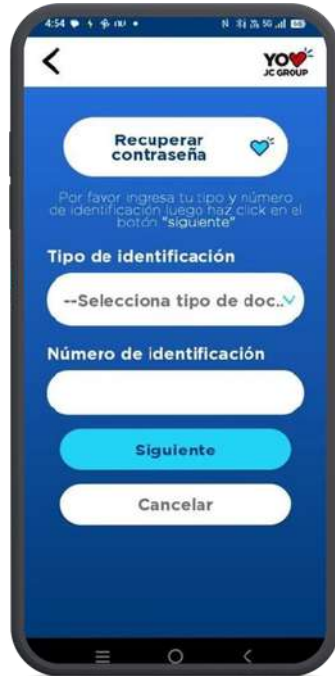 4:54
YO
JC GROUP
Recuperar
contraseña
Por favor ingresa tu tipo y número
de identificación luego haz click en el
botón "siguiente"
Tipo de identificación
--Selecciona tipo de doc..
Número de identificación
Siguiente
Cancelar